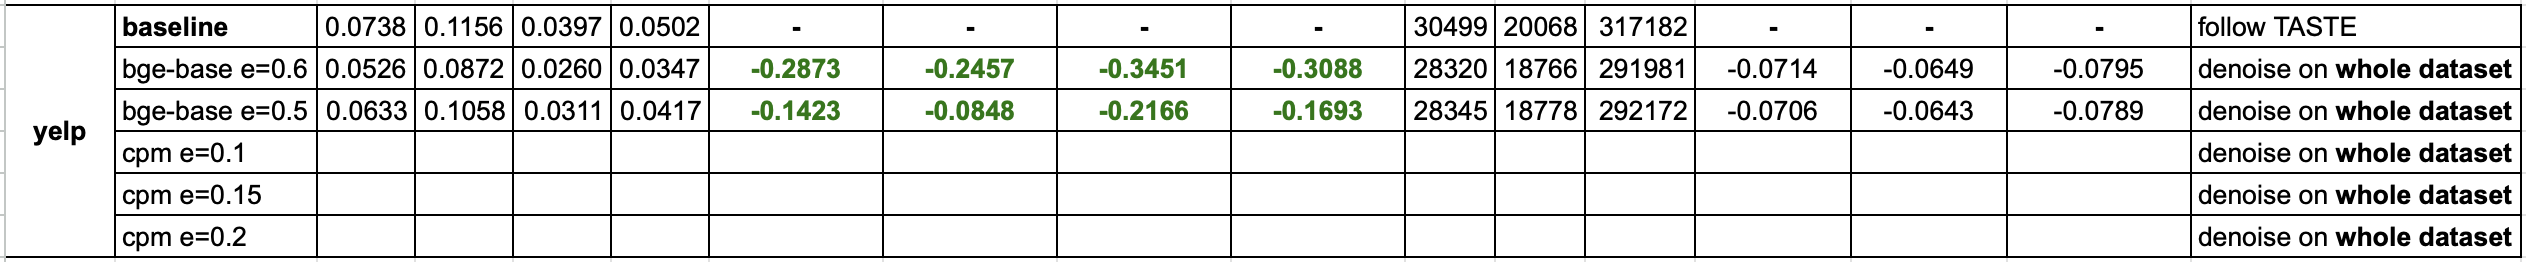 baseline 0.0738 0.1156 0.0397 0.0502 - - - - 30499 20068 317182 - - - follow TASTE
bge-base e=0.6 0.0526 0.0872 0.0260 0.0347 -0.2873 -0.2457 -0.3451 -0.3088 28320 18766 291981 -0.0714 -0.0649 -0.0795 denoise on whole dataset
bge-base e=0.5 0.0633 0.1058 0.0311 0.0417 -0.1423 -0.0848 -0.2166 -0.1693 28345 18778 292172 -0.0706 -0.0643 -0.0789 denoise on whole dataset
yelp
cpm e=0.1 denoise on whole dataset
cpm e=0.15 denoise on whole dataset
cpm e=0.2 denoise on whole dataset